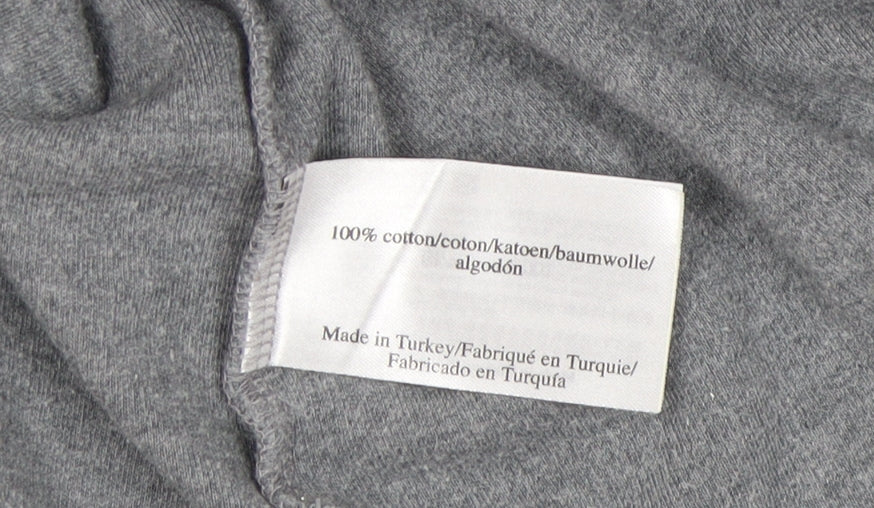 100% cotton/coton/katoen/baumwolle/
algodón
Made in Turkey/Fabriqué en Turquie/
Fabricado en Turquía